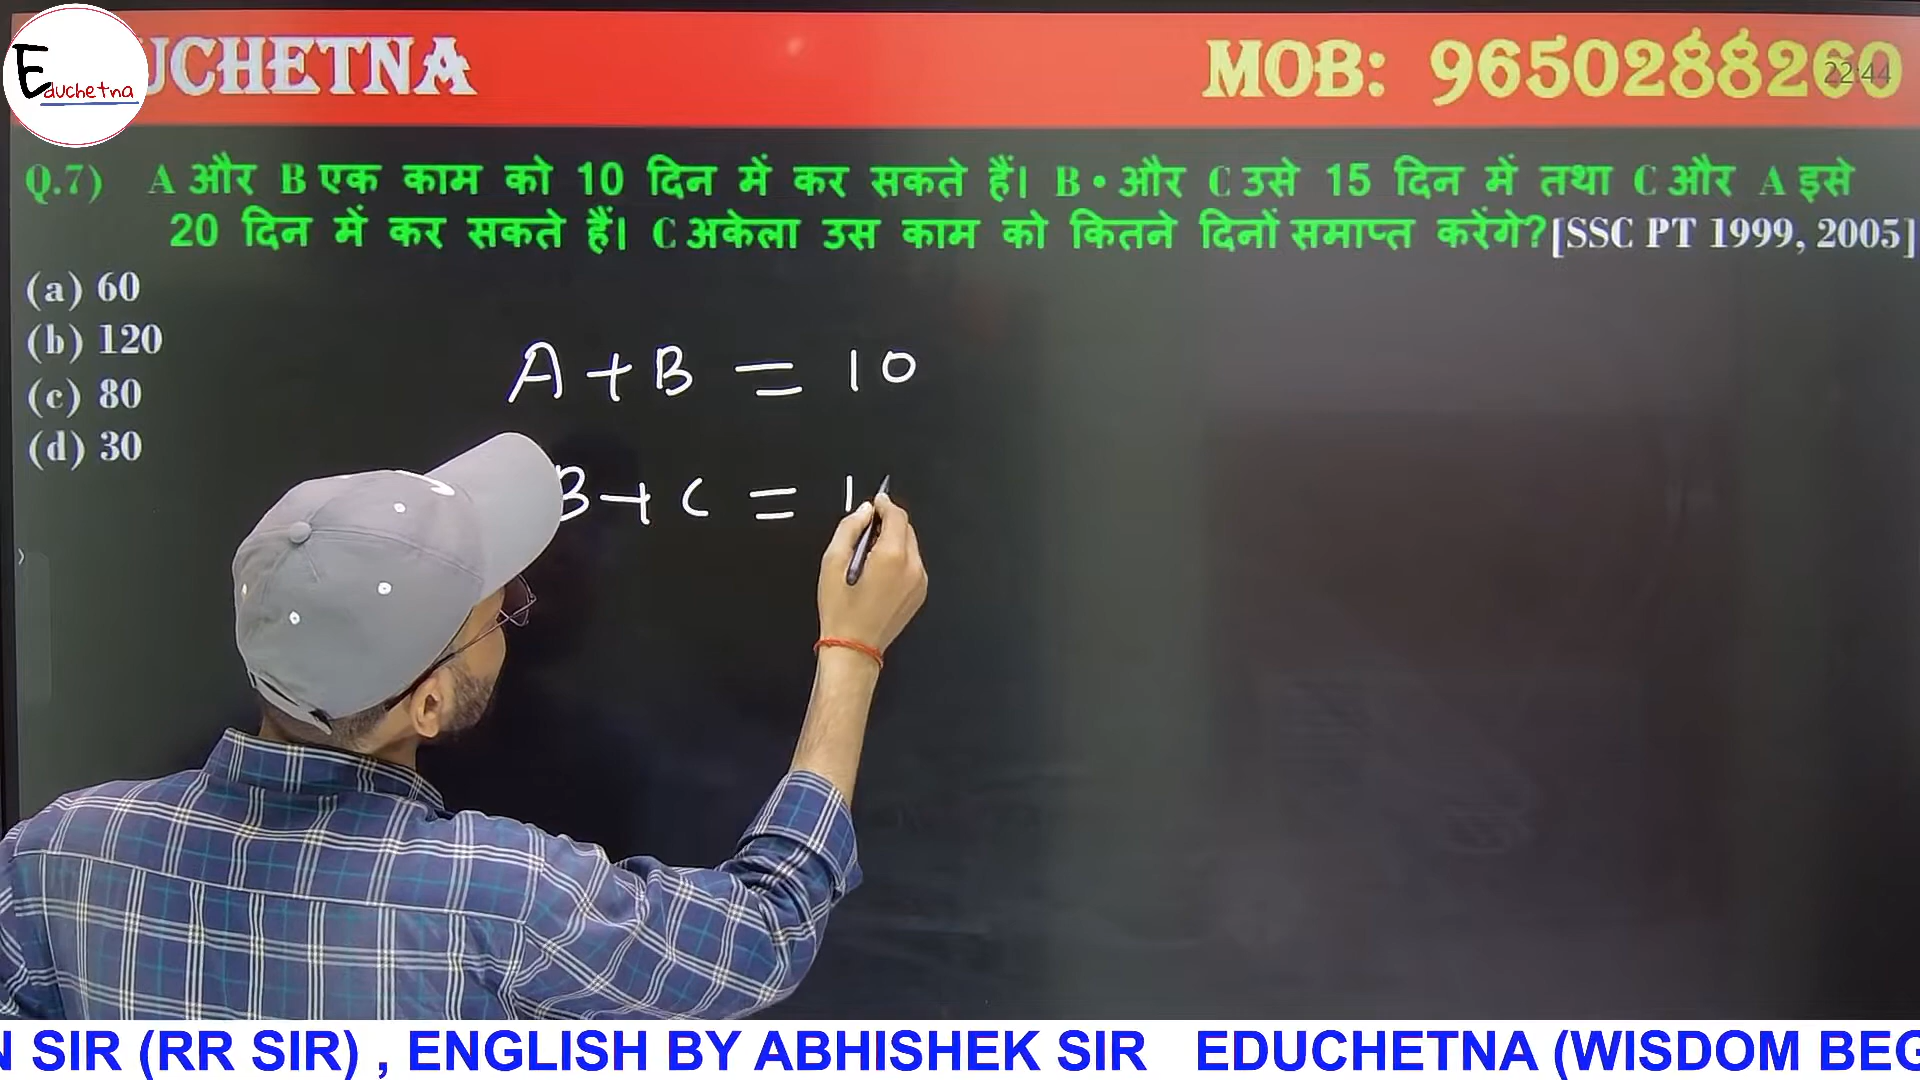 Educhetna
UCHETNA MOB: 9650288260
22:44
Q.7) A और B एक काम को 10 दिन में कर सकते हैं। B • और C उसे 15 दिन में तथा C और A इसे
20 दिन में कर सकते हैं। C अकेला उस काम को कितने दिनों समाप्त करेंगे? [SSC PT 1999, 2005]
(a) 60
(b) 120
(c) 80
(d) 30
A + B = 10
B + C = 1
N SIR (RR SIR) , ENGLISH BY ABHISHEK SIR EDUCHETNA (WISDOM BEG